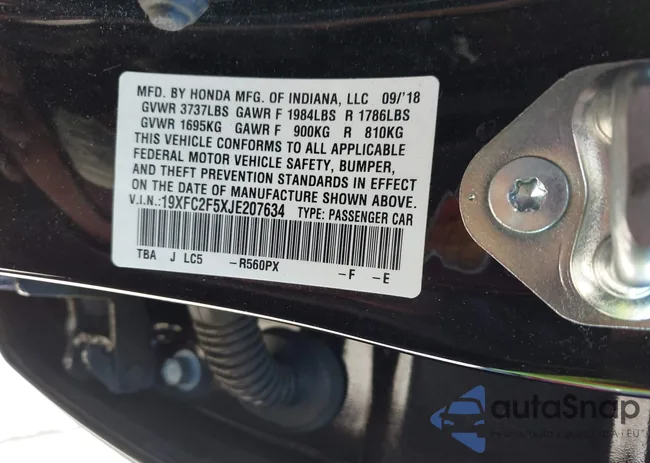 MFD. BY HONDA MFG. OF INDIANA, LLC 09/'18
GVWR 3737LBS GAWR F 1984LBS R 1786LBS
GVWR 1695KG GAWR F 900KG R 810KG
THIS VEHICLE CONFORMS TO ALL APPLICABLE
FEDERAL MOTOR VEHICLE SAFETY, BUMPER,
AND THEFT PREVENTION STANDARDS IN EFFECT
ON THE DATE OF MANUFACTURE SHOWN ABOVE.
V.I.N.: 19XFC2F5XJE207634 TYPE: PASSENGER CAR
TBA J LC5 -R560PX -F -E
autoSnap